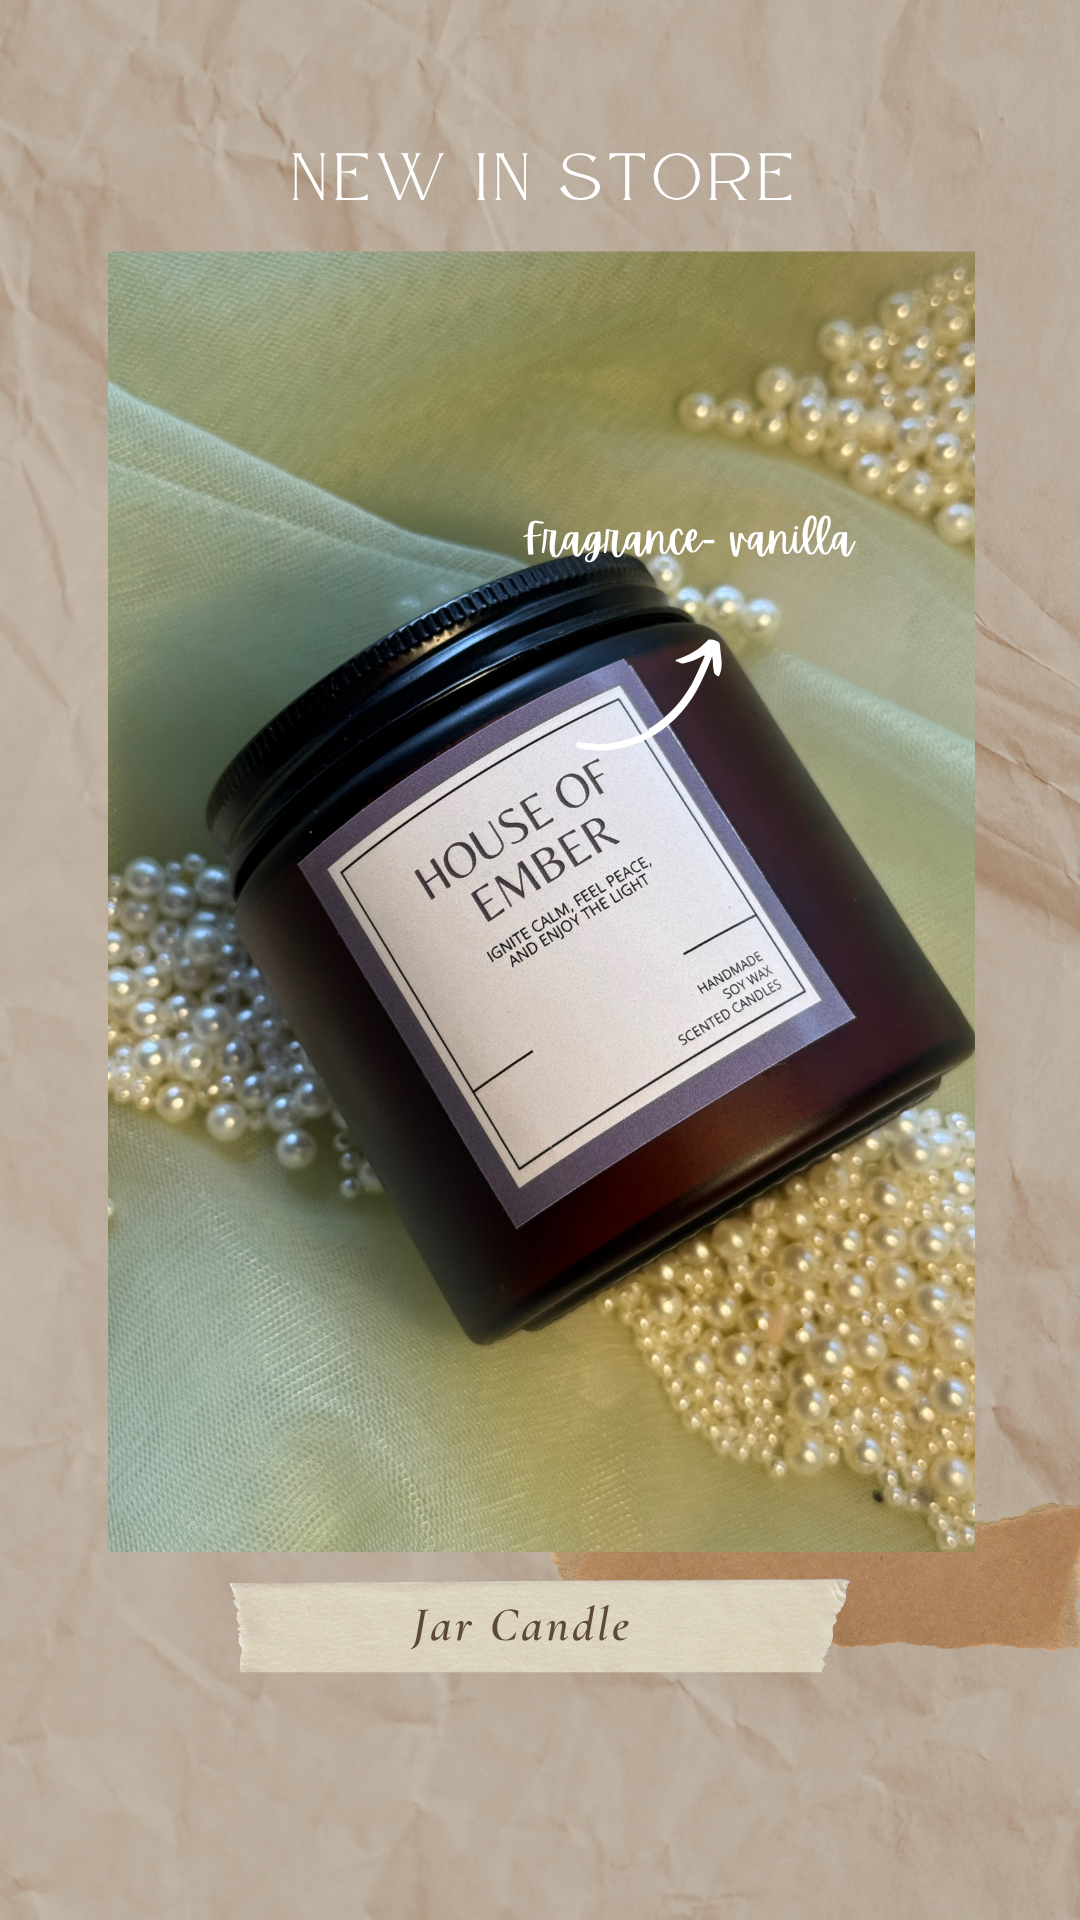 NEW IN STORE
Fragrance- vanilla
HOUSE OF
EMBER
IGNITE CALM, FEEL PEACE,
AND ENJOY THE LIGHT
HANDMADE
SOY WAX
SCENTED CANDLES
Jar Candle